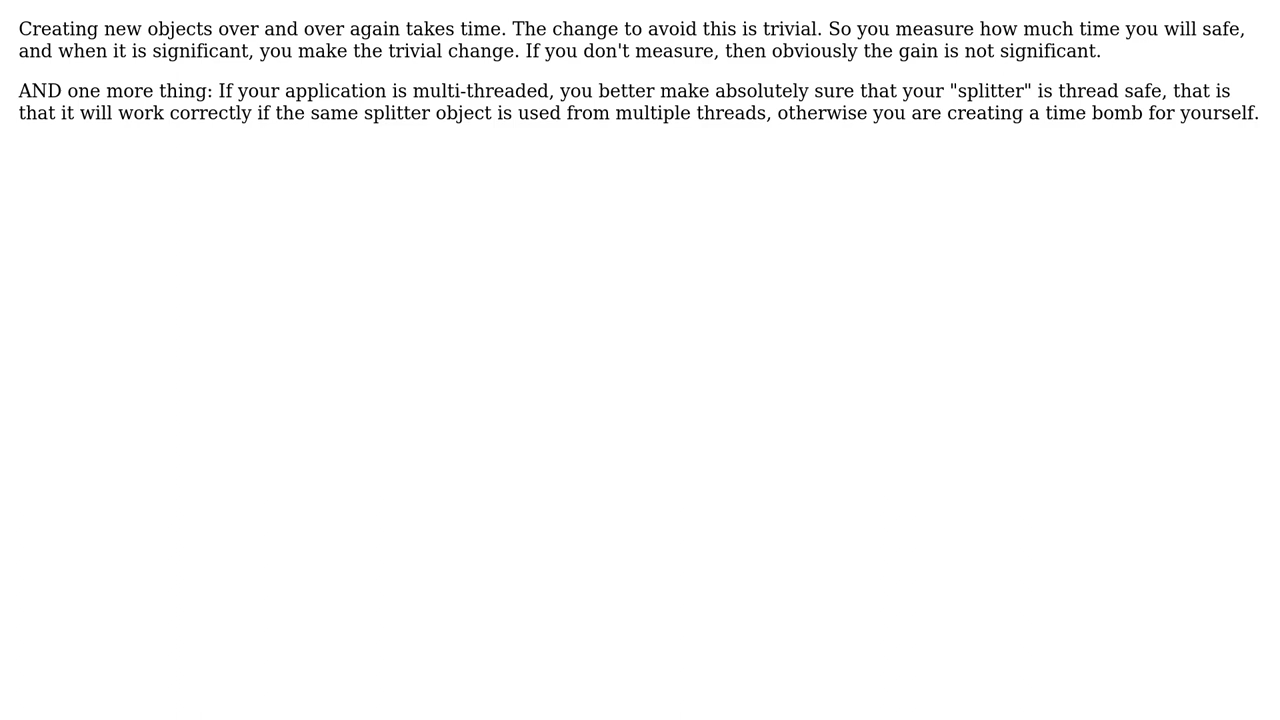 Creating new objects over and over again takes time. The change to avoid this is trivial. So you measure how much time you will safe,
and when it is significant, you make the trivial change. If you don't measure, then obviously the gain is not significant.
AND one more thing: If your application is multi-threaded, you better make absolutely sure that your "splitter" is thread safe, that is
that it will work correctly if the same splitter object is used from multiple threads, otherwise you are creating a time bomb for yourself.